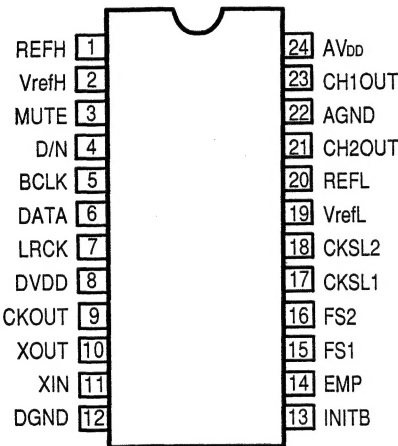 REFH 1 24 AVDD
VrefH 2 23 CH1OUT
MUTE 3 22 AGND
D/N 4 21 CH2OUT
BCLK 5 20 REFL
DATA 6 19 VrefL
LRCK 7 18 CKSL2
DVDD 8 17 CKSL1
CKOUT 9 16 FS2
XOUT 10 15 FS1
XIN 11 14 EMP
DGND 12 13 INITB